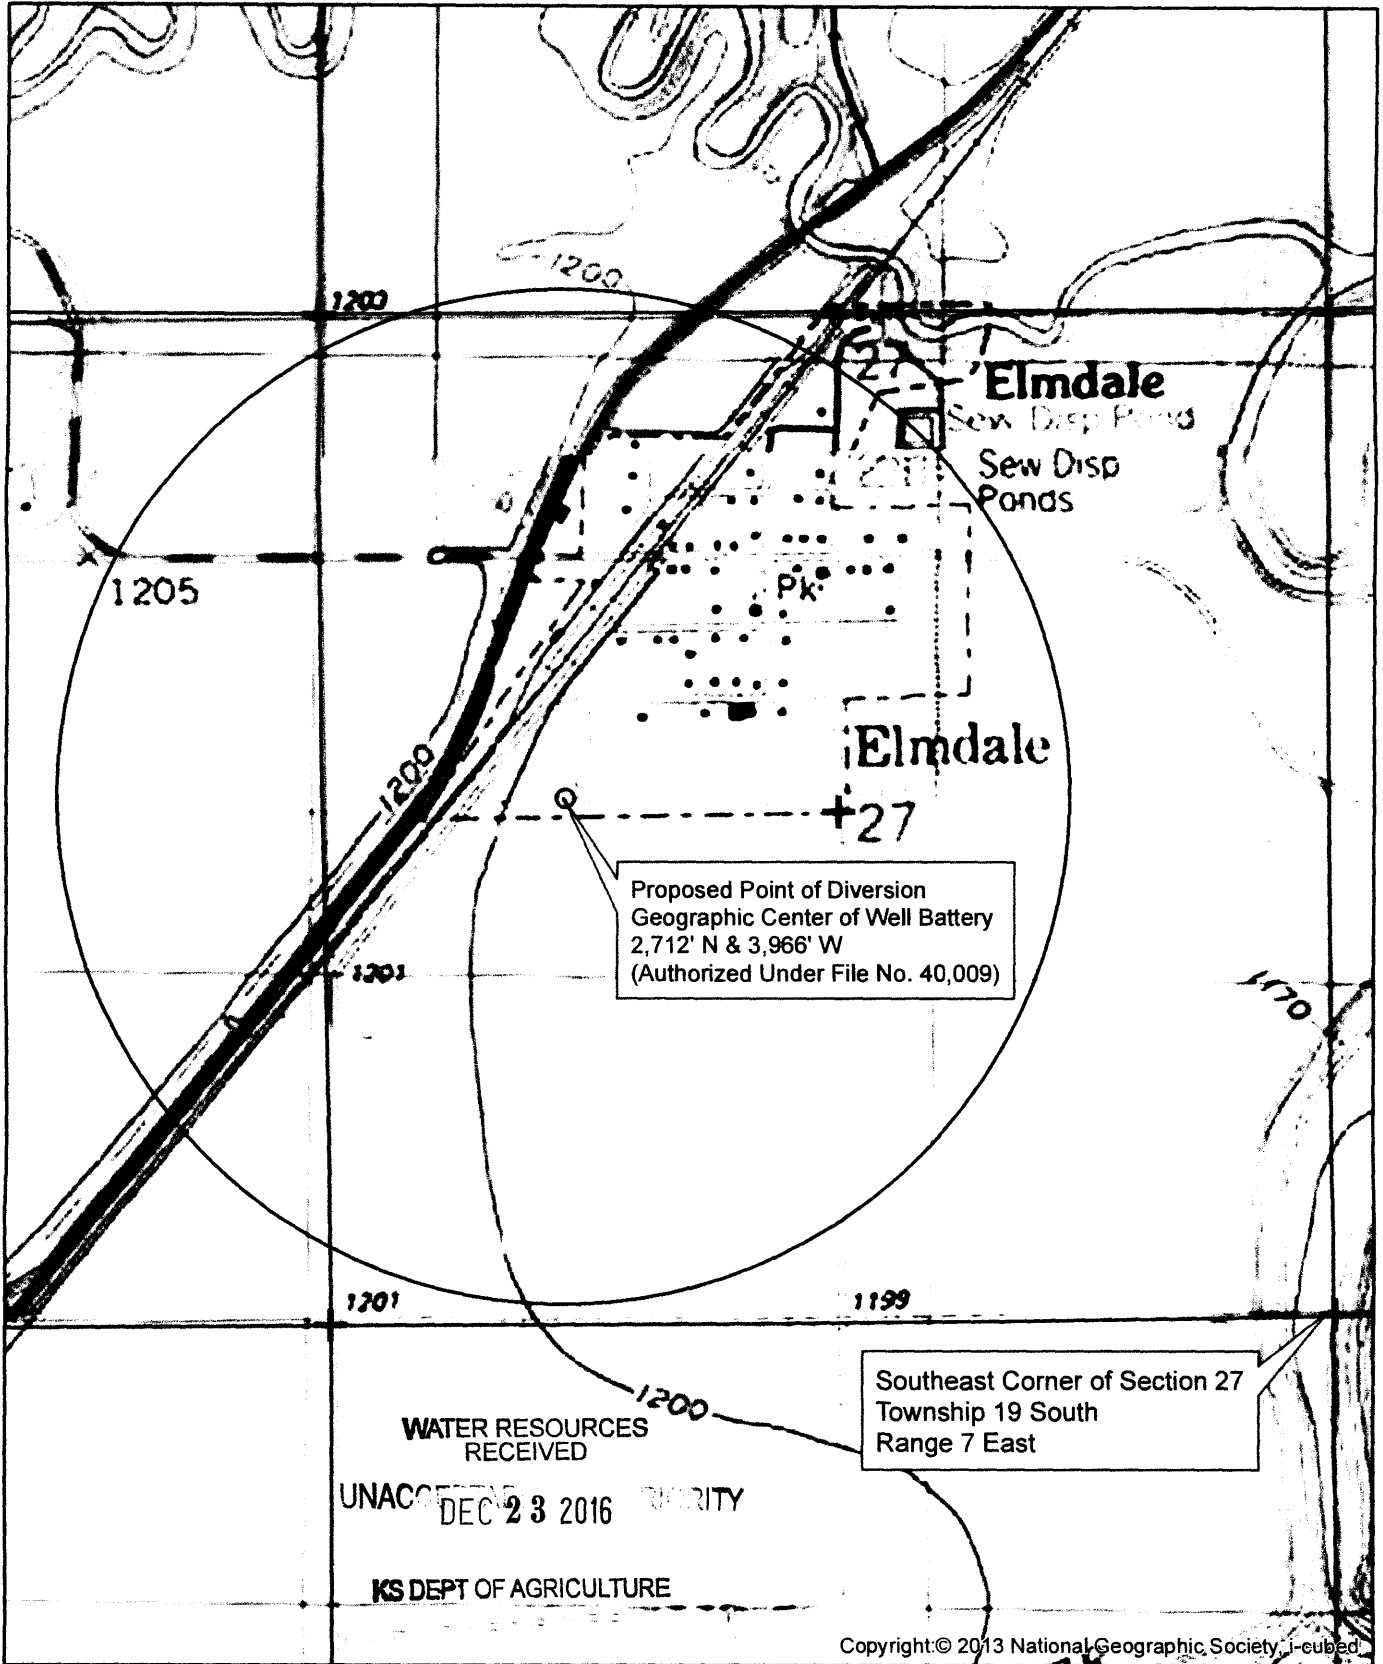 1200
1200
27
Elmdale
Sew Disp Pond
Sew Disp
Ponds
1205
Pk
Elmdale
1200
27
Proposed Point of Diversion
Geographic Center of Well Battery
2,712' N & 3,966' W
(Authorized Under File No. 40,009)
1201
1201
1199
Southeast Corner of Section 27
Township 19 South
Range 7 East
1200
WATER RESOURCES
RECEIVED
DEC 23 2016
KS DEPT OF AGRICULTURE
Copyright:© 2013 National Geographic Society, i-cubed